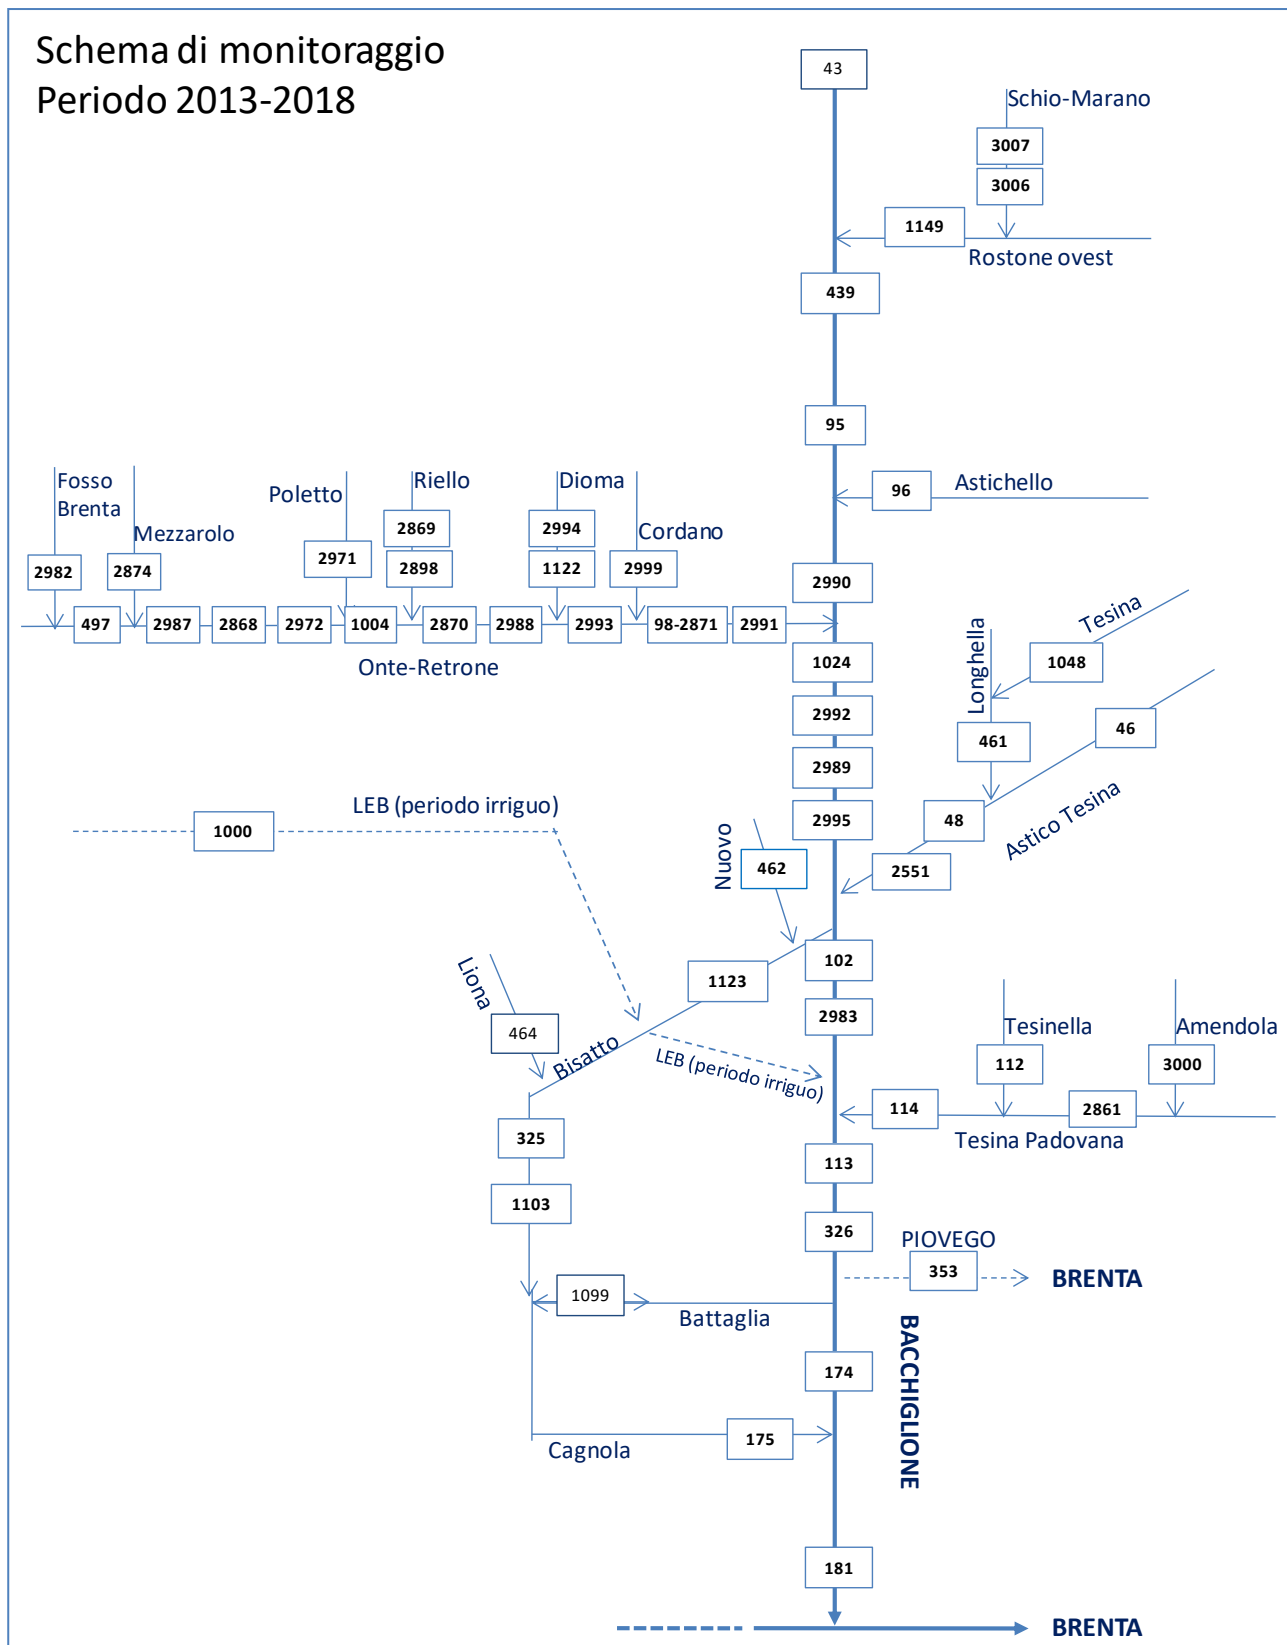 Schema di monitoraggio
Periodo 2013-2018
43
Schio-Marano
3007
3006
1149
Rostone ovest
439
95
96
Astichello
Fosso
Brenta
Mezzarolo
Poletto
Riello
Dioma
Cordano
2982
2874
2971
2869
2898
2994
1122
2999
2990
497
2987
2868
2972
1004
2870
2988
2993
98-2871
2991
Onte-Retrone
1024
Tesina
1048
Longhella
461
46
2992
2989
2995
48
Astico Tesina
2551
LEB (periodo irriguo)
1000
Nuovo
462
102
1123
2983
Liona
464
Bisatto
LEB (periodo irriguo)
Tesinella
112
Amendola
3000
114
2861
Tesina Padovana
325
113
1103
326
PIOVEGO
353
BRENTA
1099
Battaglia
BACCHIGLIONE
174
175
Cagnola
181
BRENTA